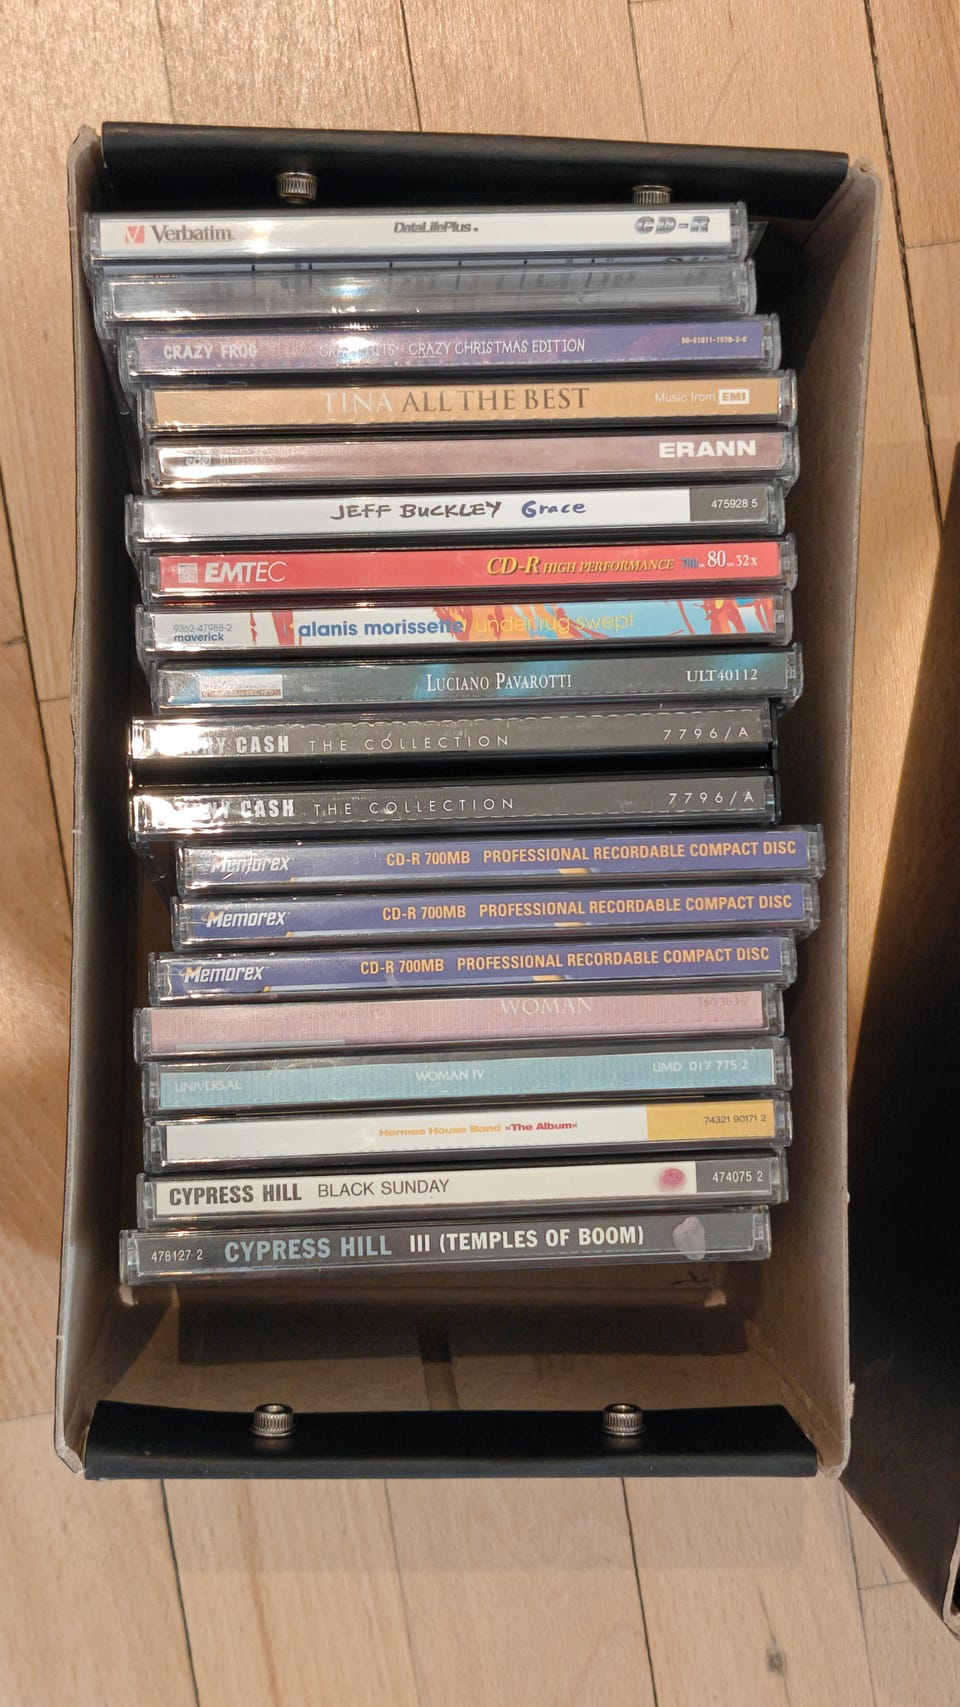 Verbatim. DataLifePlus. CD-R
CRAZY FROG CRAZY CHRISTMAS EDITION
TINA ALL THE BEST Music from EMI
edel ERANN
JEFF BUCKLEY Grace 475928 5
EMTEC CD-R HIGH PERFORMANCE 80 32x
9362-47988-2
maverick alanis morissette under rug swept
LUCIANO PAVAROTTI ULT40112
CASH THE COLLECTION 7796/A
CASH THE COLLECTION 7796/A
Memorex CD-R 700MB PROFESSIONAL RECORDABLE COMPACT DISC
Memorex CD-R 700MB PROFESSIONAL RECORDABLE COMPACT DISC
Memorex CD-R 700MB PROFESSIONAL RECORDABLE COMPACT DISC
WOMAN
UNIVERSAL WOMAN IV UMD 017 775 2
Hermes House Band »The Album« 74321 90171 2
CYPRESS HILL BLACK SUNDAY 474075 2
478127 2 CYPRESS HILL III (TEMPLES OF BOOM)